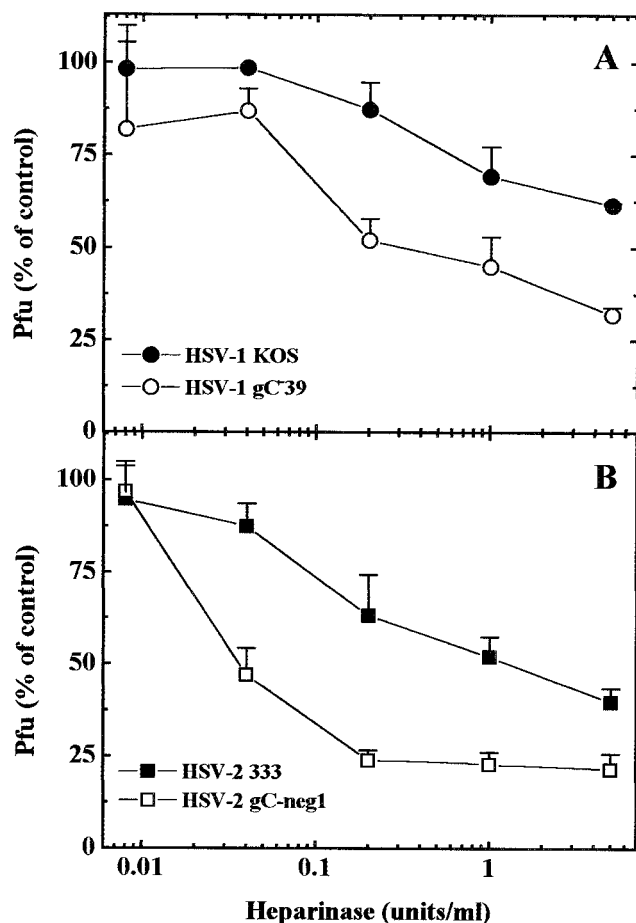 A
Pfu (% of control)
100
75
50
25
0
HSV-1 KOS
HSV-1 gC⁻39
B
Pfu (% of control)
100
75
50
25
0
HSV-2 333
HSV-2 gC-neg1
0.01
0.1
1
Heparinase (units/ml)